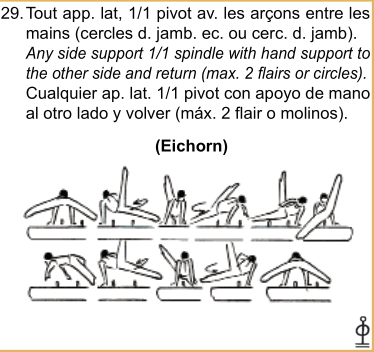 29. Tout app. lat, 1/1 pivot av. les arçons entre les
mains (cercles d. jamb. ec. ou cerc. d. jamb).
Any side support 1/1 spindle with hand support to
the other side and return (max. 2 flairs or circles).
Cualquier ap. lat. 1/1 pivot con apoyo de mano
al otro lado y volver (máx. 2 flair o molinos).
(Eichorn)